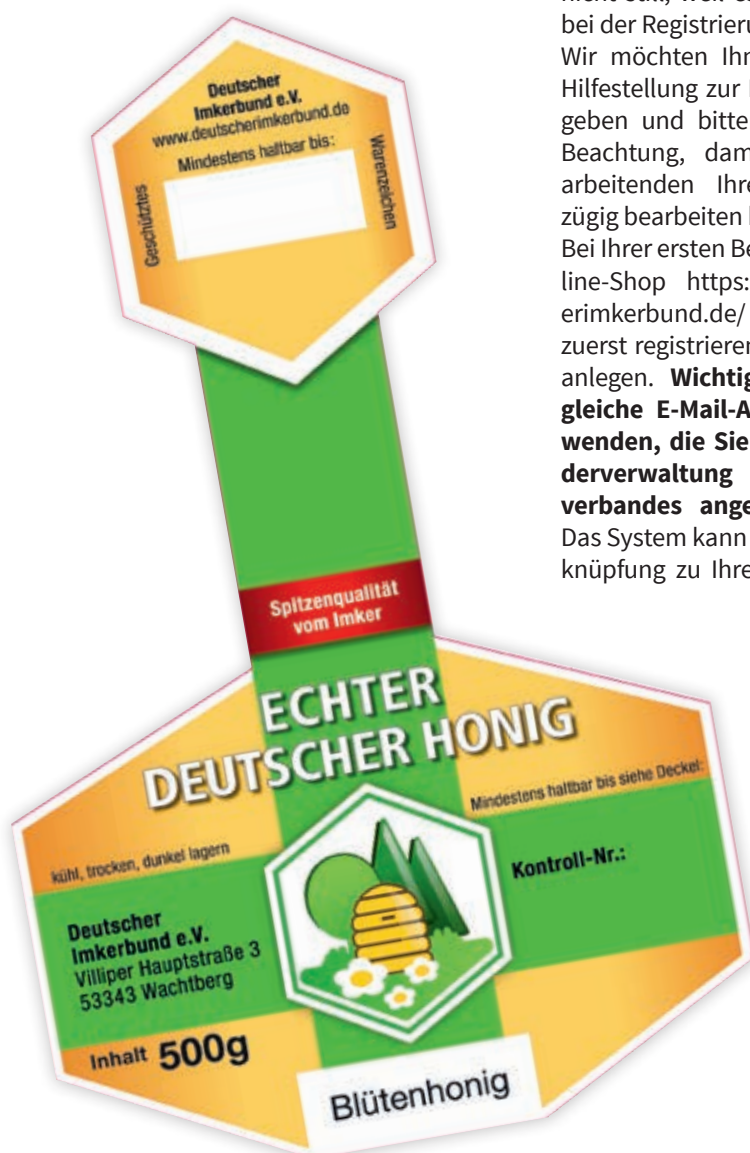 Deutscher
Imkerbund e.V.
www.deutscherimkerbund.de
Mindestens haltbar bis:
Geschütztes
Warenzeichen
Spitzenqualität
vom Imker
ECHTER
DEUTSCHER HONIG
kühl, trocken, dunkel lagern
Mindestens haltbar bis siehe Deckel:
Deutscher
Imkerbund e.V.
Villiper Hauptstraße 3
53343 Wachtberg
Kontroll-Nr.:
Inhalt 500g
Blütenhonig
bei der Registrieru
Wir möchten Ihr
Hilfestellung zur
geben und bitte
Beachtung, dam
arbeitenden Ihre
zügig bearbeiten
Bei Ihrer ersten Be
line-Shop https:
erimkerbund.de/
zuerst registrieren
anlegen. Wichtig
gleiche E-Mail-A
wenden, die Sie
derverwaltung
verbandes ange
Das System kann
knüpfung zu Ihre